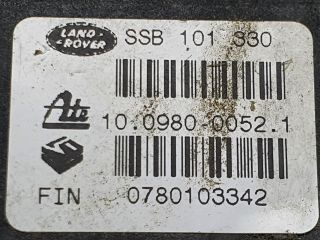 LAND-
ROVER
SSB 101 330
Ate
10.0980.0052.1
FIN 0780103342